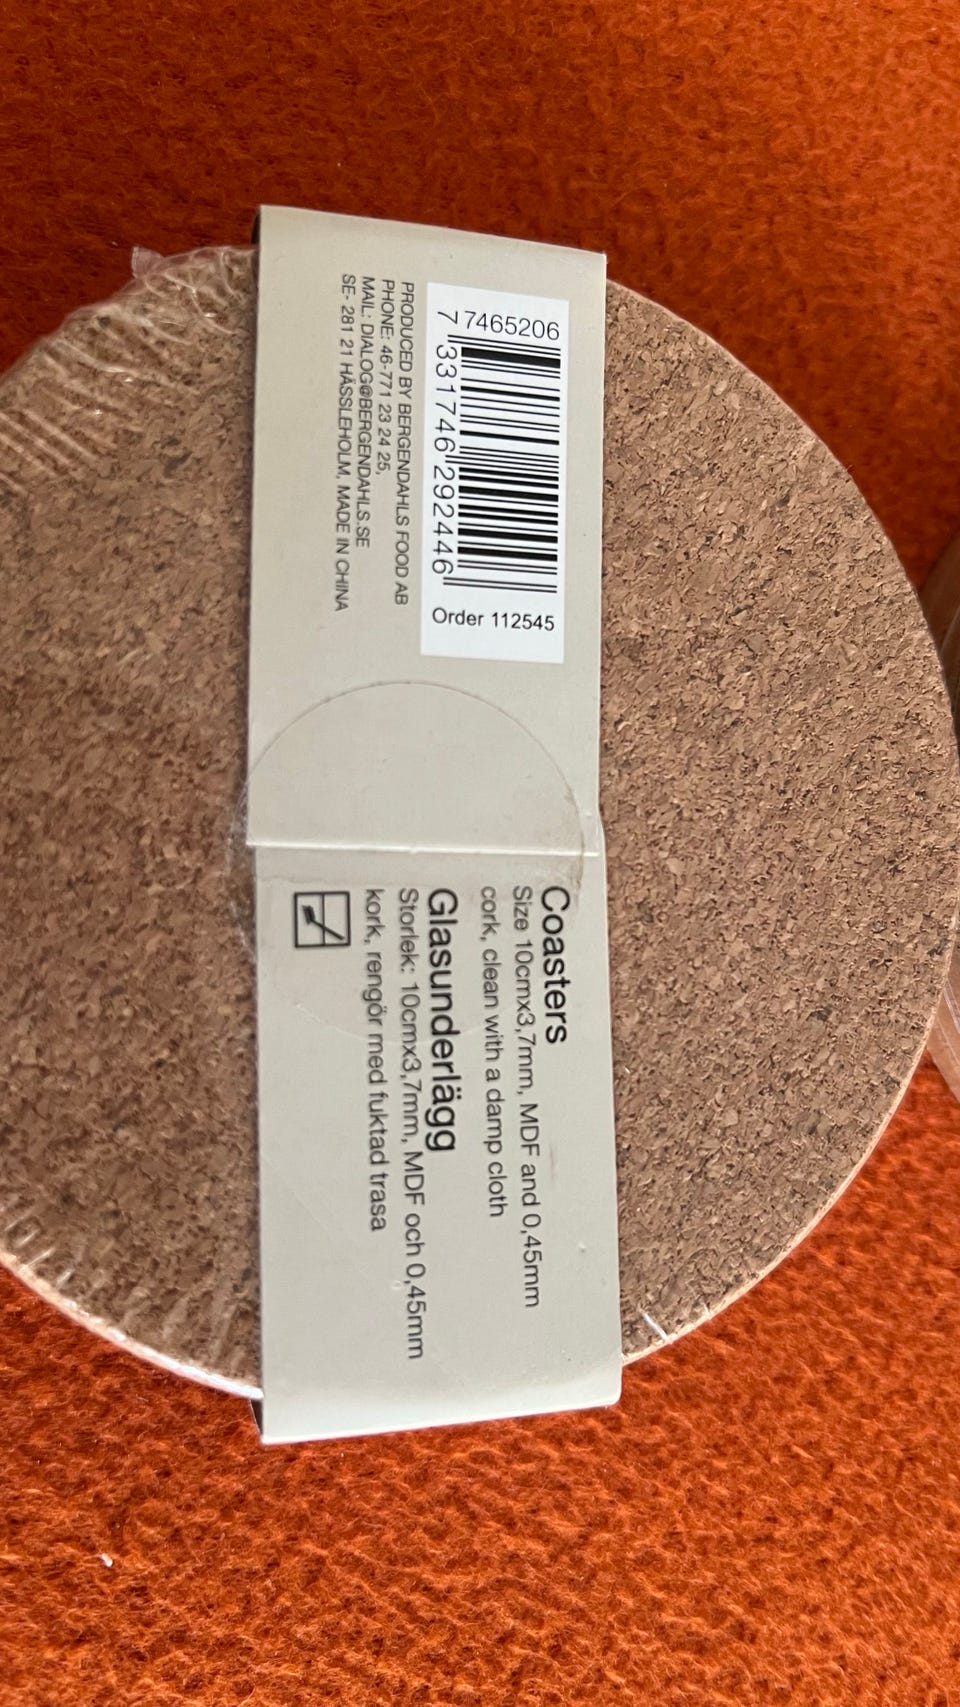 77465206
7 331746 292446
Order 112545
PRODUCED BY BERGENDAHLS FOOD AB
PHONE: 46-771 23 24 25,
MAIL: DIALOG@BERGENDAHLS.SE
SE- 281 21 HÄSSLEHOLM, MADE IN CHINA
Coasters
Size 10cmx3,7mm, MDF and 0,45mm
cork, clean with a damp cloth
Glasunderlägg
Storlek: 10cmx3,7mm, MDF och 0,45mm
kork, rengör med fuktad trasa